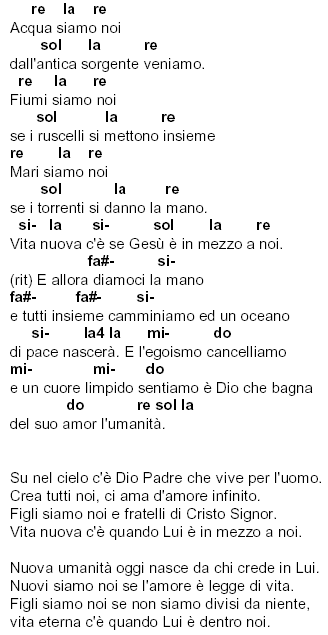 re la re
Acqua siamo noi
sol la re
dall'antica sorgente veniamo.
re la re
Fiumi siamo noi
sol la re
se i ruscelli si mettono insieme
re la re
Mari siamo noi
sol la re
se i torrenti si danno la mano.
si- la si- sol la re
Vita nuova c'è se Gesù è in mezzo a noi.
fa#- si-
(rit) E allora diamoci la mano
fa#- fa#- si-
e tutti insieme camminiamo ed un oceano
si- la4 la mi- do
di pace nascerà. E l'egoismo cancelliamo
mi- mi- do
e un cuore limpido sentiamo è Dio che bagna
do re sol la
del suo amor l'umanità.
Su nel cielo c'è Dio Padre che vive per l'uomo.
Crea tutti noi, ci ama d'amore infinito.
Figli siamo noi e fratelli di Cristo Signor.
Vita nuova c'è quando Lui è in mezzo a noi.
Nuova umanità oggi nasce da chi crede in Lui.
Nuovi siamo noi se l'amore è legge di vita.
Figli siamo noi se non siamo divisi da niente,
vita eterna c'è quando Lui è dentro noi.